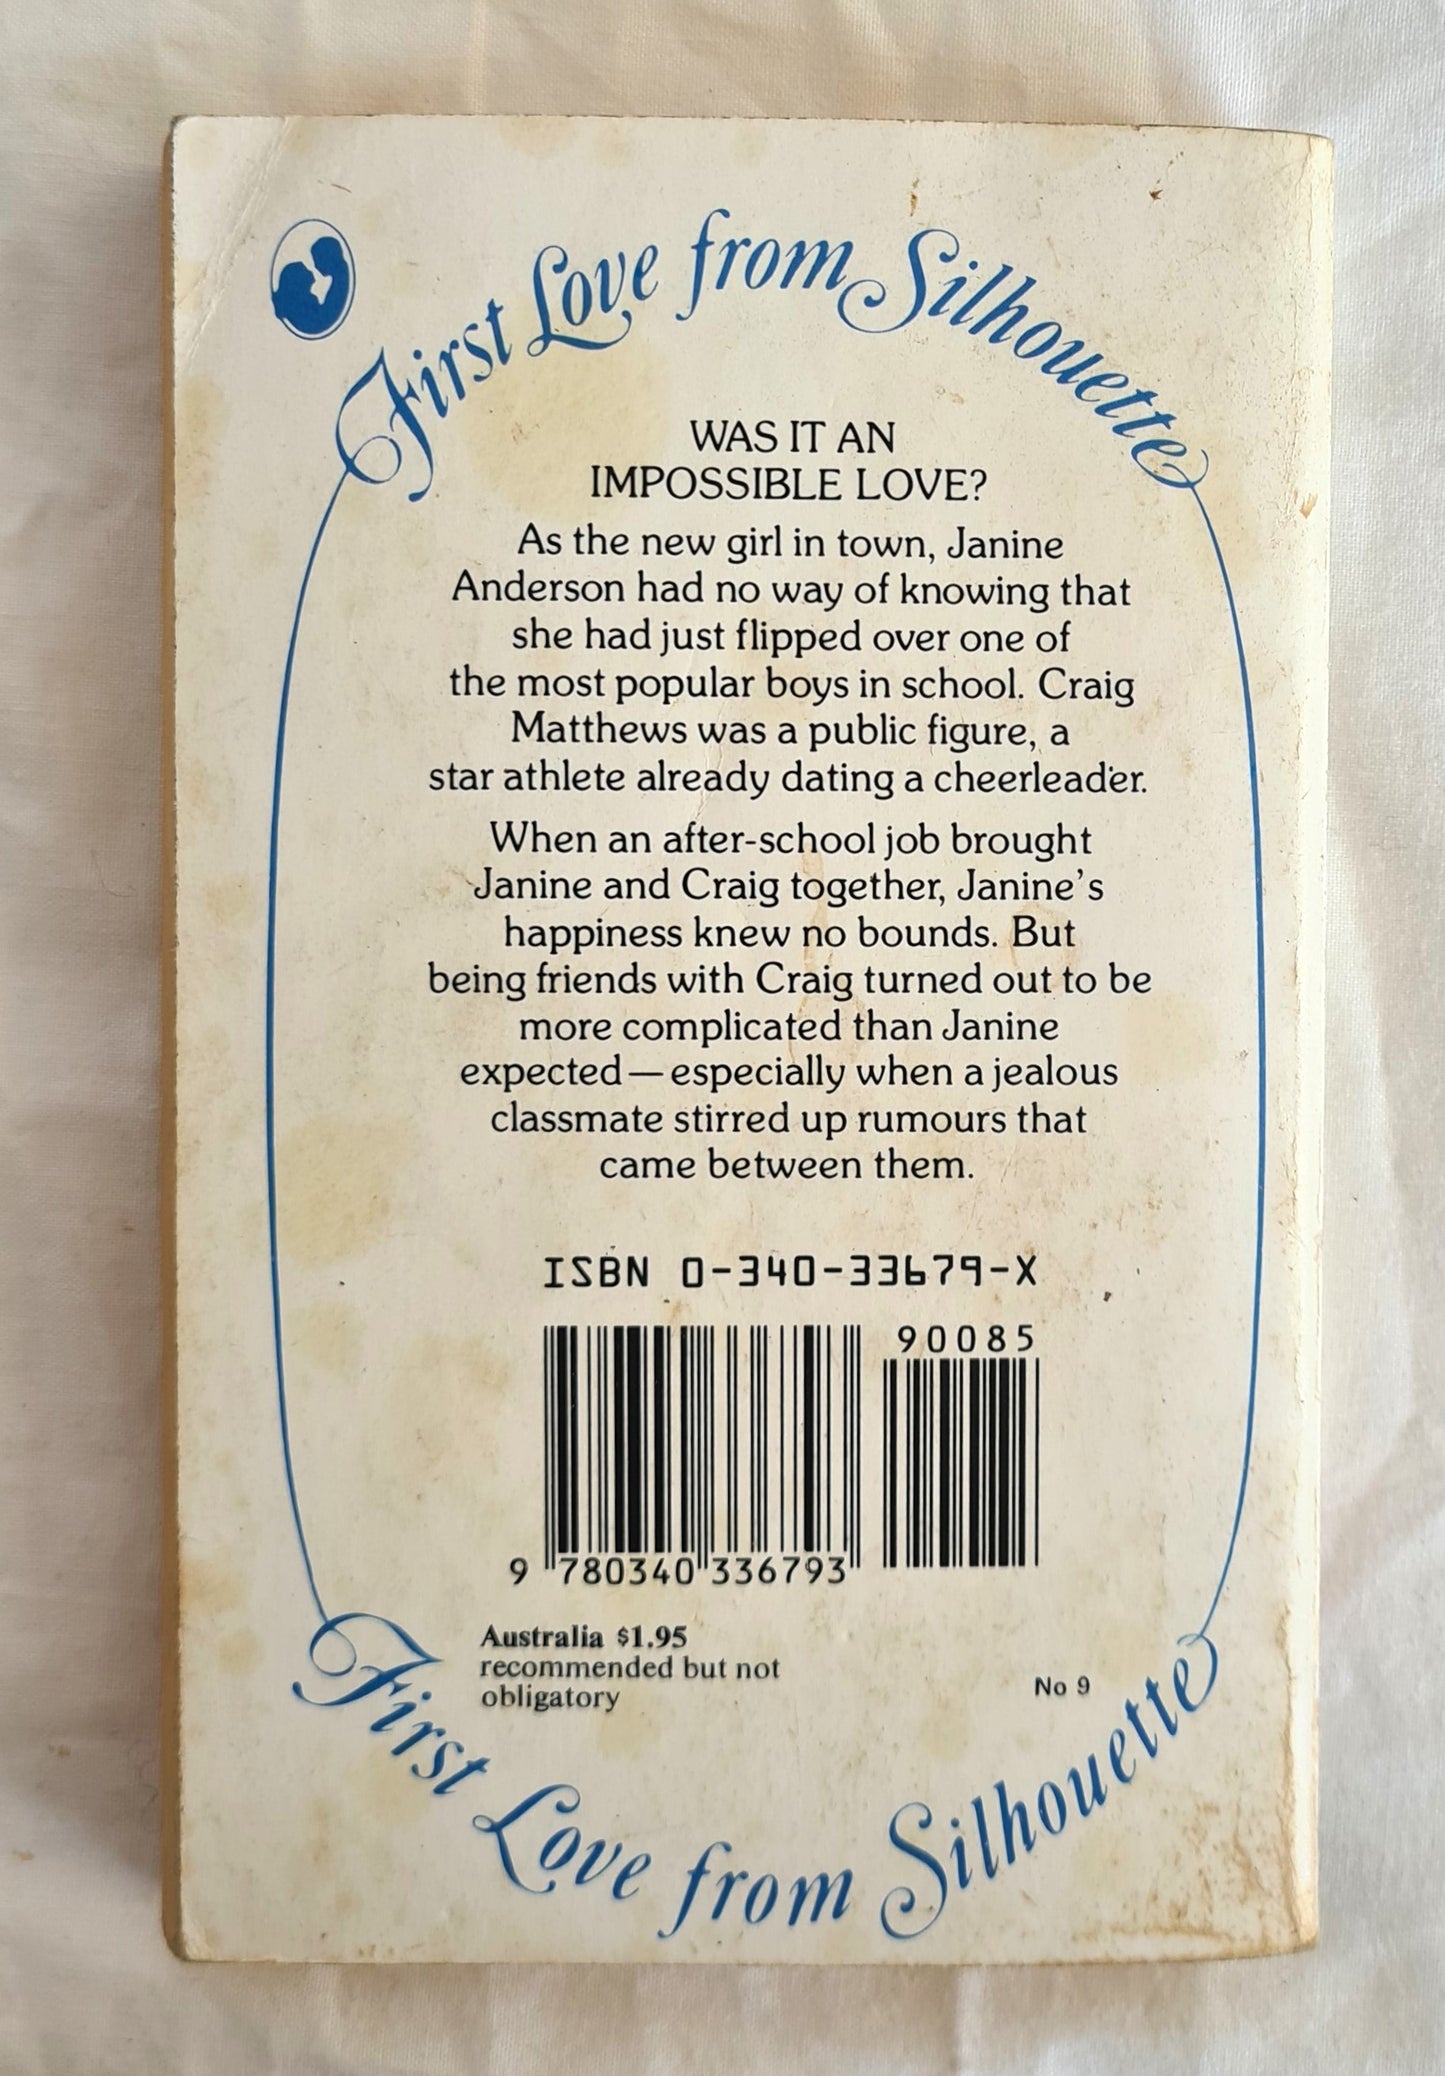 First Love from Silhouette
WAS IT AN
IMPOSSIBLE LOVE?
As the new girl in town, Janine
Anderson had no way of knowing that
she had just flipped over one of
the most popular boys in school. Craig
Matthews was a public figure, a
star athlete already dating a cheerleader.
When an after-school job brought
Janine and Craig together, Janine's
happiness knew no bounds. But
being friends with Craig turned out to be
more complicated than Janine
expected—especially when a jealous
classmate stirred up rumours that
came between them.
ISBN 0-340-33679-X
90085
9 780340 336793
Australia $1.95
recommended but not
obligatory
No 9
First Love from Silhouette